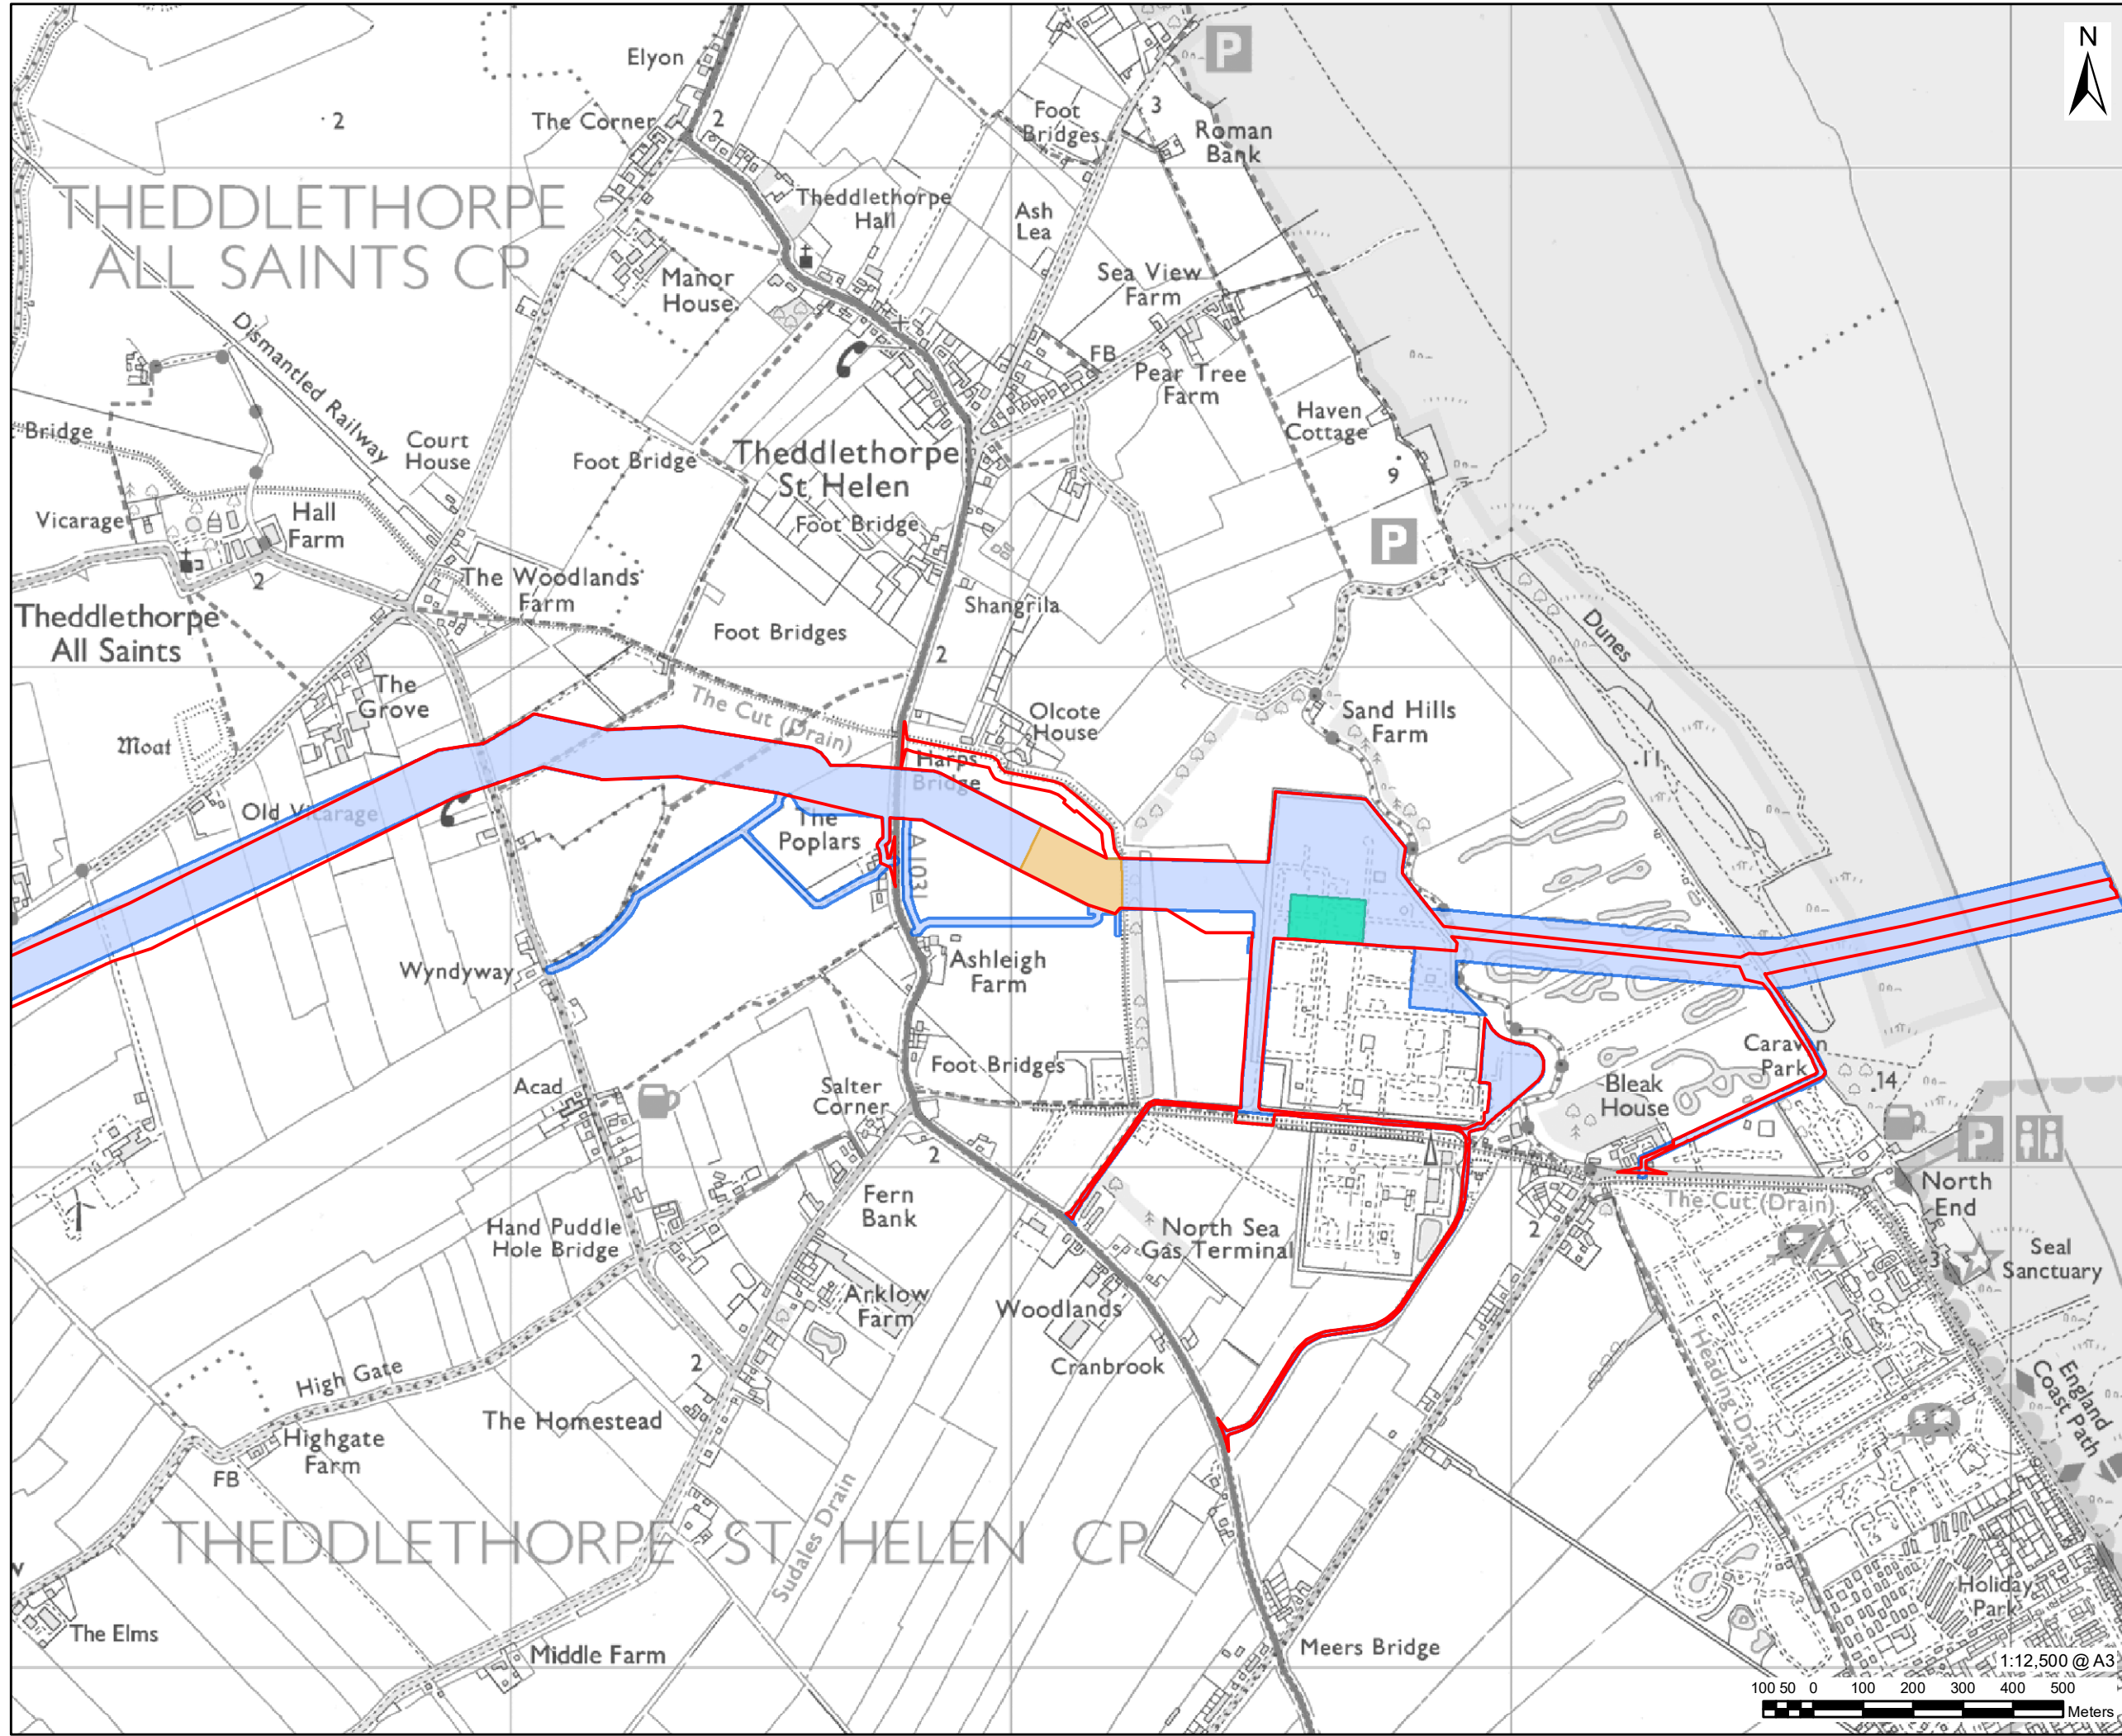 N
P
Elyon
The Corner
2
2
Foot
Bridges
3
Roman
Bank
THEDDLETHORPE
ALL SAINTS CP
Theddlethorpe
Hall
Ash
Lea
Manor
House
Sea View
Farm
Dismantled Railway
FB
Pear Tree
Farm
Bridge
Court
House
Foot Bridge
Theddlethorpe
St Helen
Haven
Cottage
9
Vicarage
Hall
Farm
Foot Bridge
P
2
The Woodlands
Farm
Shangrila
Theddlethorpe
All Saints
Foot Bridges
2
Dunes
The
Grove
The Cut (Drain)
Olcote
House
Sand Hills
Farm
Moat
Harps
Bridge
11
Old Vicarage
The
Poplars
A 1031
Wyndyway
Ashleigh
Farm
Caravan
Park
Acad
Salter
Corner
Foot Bridges
Bleak
House
14
P
2
Fern
Bank
North
End
The Cut (Drain)
Hand Puddle
Hole Bridge
North Sea
Gas Terminal
2
3
Seal
Sanctuary
Arklow
Farm
Woodlands
Cranbrook
High Gate
2
Heading Drain
England
Coast Path
The Homestead
Highgate
Farm
FB
Sudales Drain
THEDDLETHORPE ST HELEN CP
Holiday
Park
The Elms
Middle Farm
Meers Bridge
1:12,500 @ A3
100 50 0 100 200 300 400 500
Meters